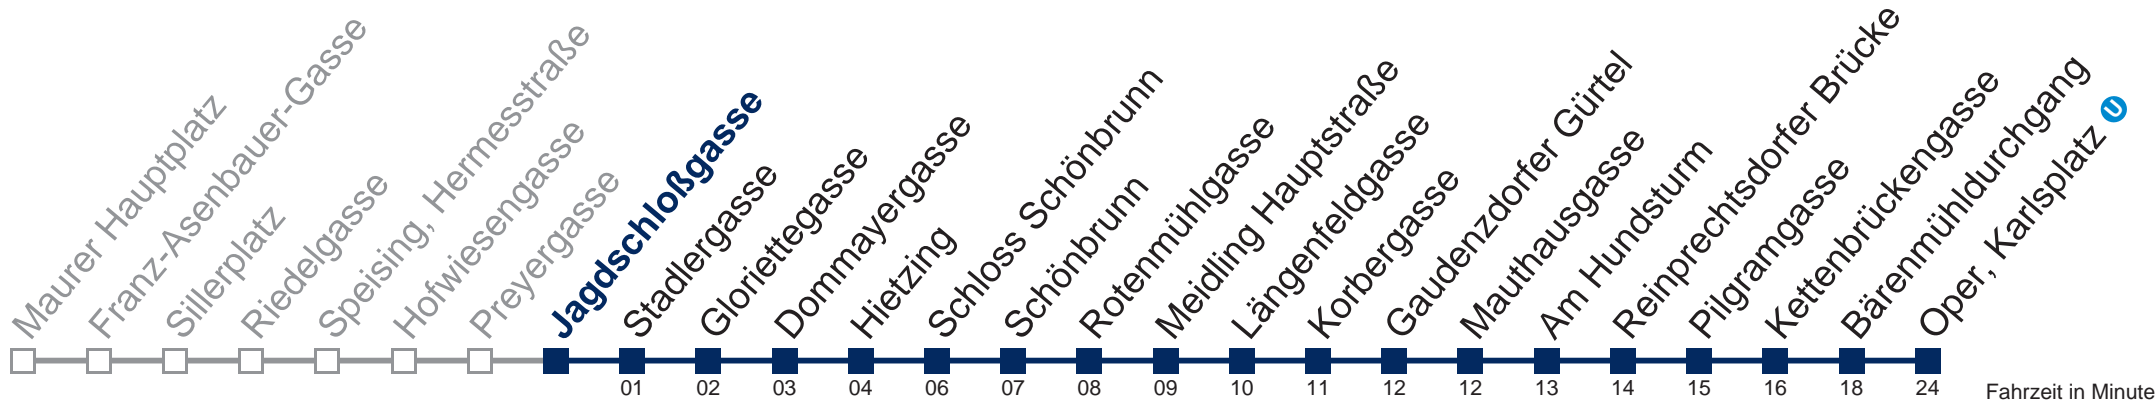 Maurer Hauptplatz
Franz-Asenbauer-Gasse
Sillerplatz
Riedelgasse
Speising, Hermesstraße
Hofwiesengasse
Preyergasse
Jagdschloßgasse
Stadlergasse
Gloriettegasse
Dommayergasse
Hietzing
Schloss Schönbrunn
Schönbrunn
Rotenmühlgasse
Meidling Hauptstraße
Längenfeldgasse
Korbergasse
Gaudenzdorfer Gürtel
Mauthausgasse
Am Hundsturm
Reinprechtsdorfer Brücke
Pilgramgasse
Kettenbrückengasse
Bärenmühldurchgang
Oper, Karlsplatz U
01 02 03 04 06 07 08 09 10 11 12 12 13 14 15 16 18 24 Fahrzeit in Minute